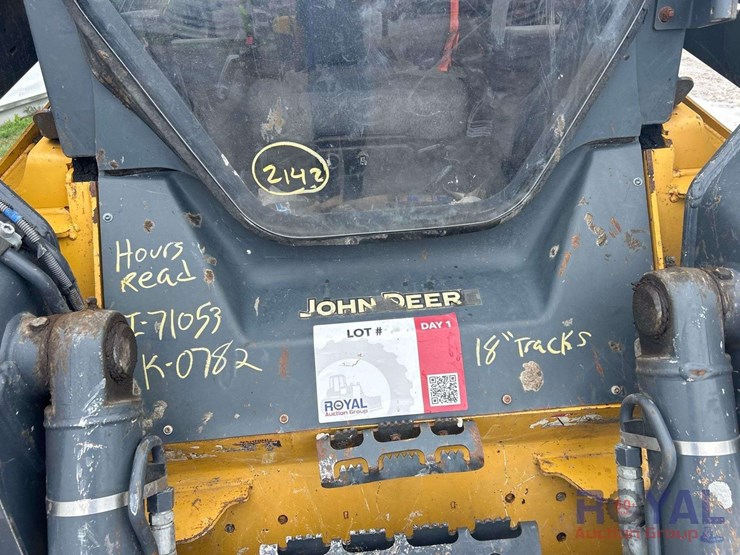 2142
Hours
Read
I-71053
K-0782
JOHN DEERE
LOT #
DAY 1
ROYAL
Auction Group
18" Tracks
ROYAL
Auction Group